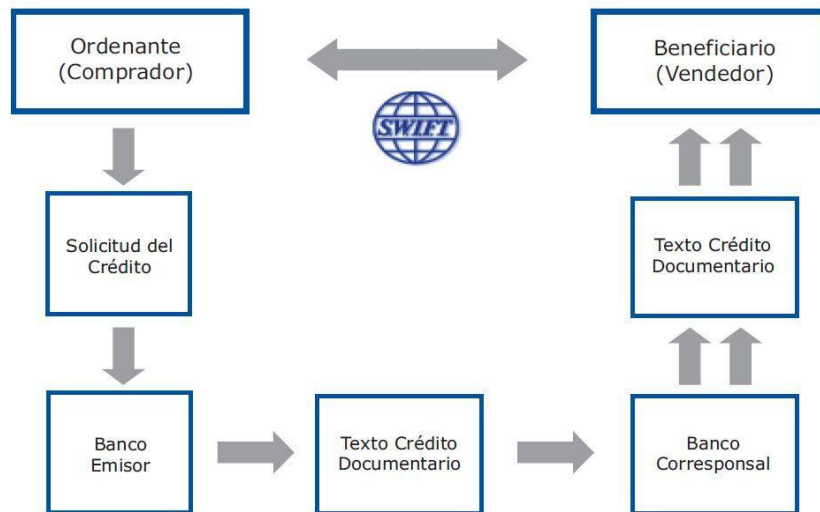 Ordenante
(Comprador)
Beneficiario
(Vendedor)
SWIFT
Solicitud del
Crédito
Texto Crédito
Documentario
Banco
Emisor
Texto Crédito
Documentario
Banco
Corresponsal